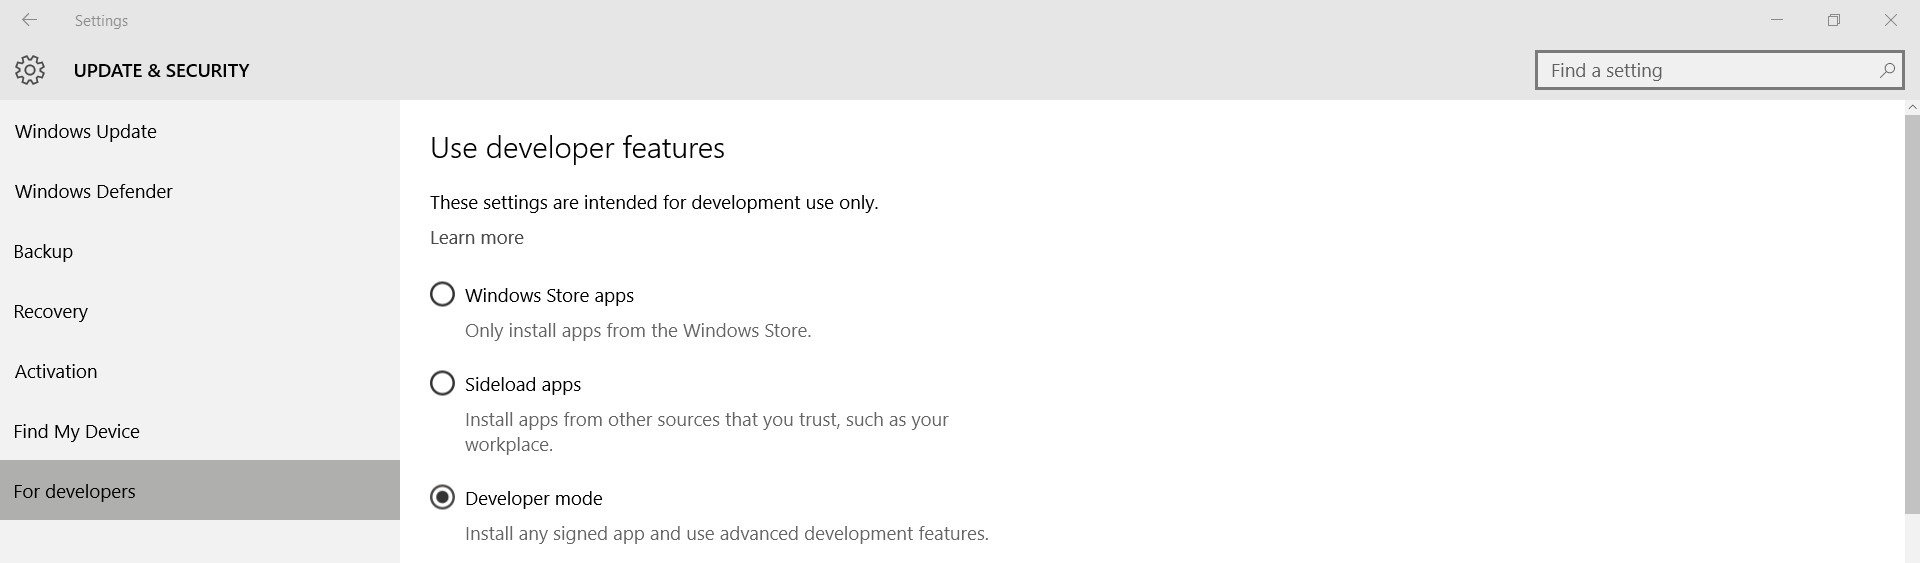 Settings
UPDATE & SECURITY
Find a setting
Windows Update
Windows Defender
Backup
Recovery
Activation
Find My Device
For developers
Use developer features
These settings are intended for development use only.
Learn more
Windows Store apps
Only install apps from the Windows Store.
Sideload apps
Install apps from other sources that you trust, such as your
workplace.
Developer mode
Install any signed app and use advanced development features.